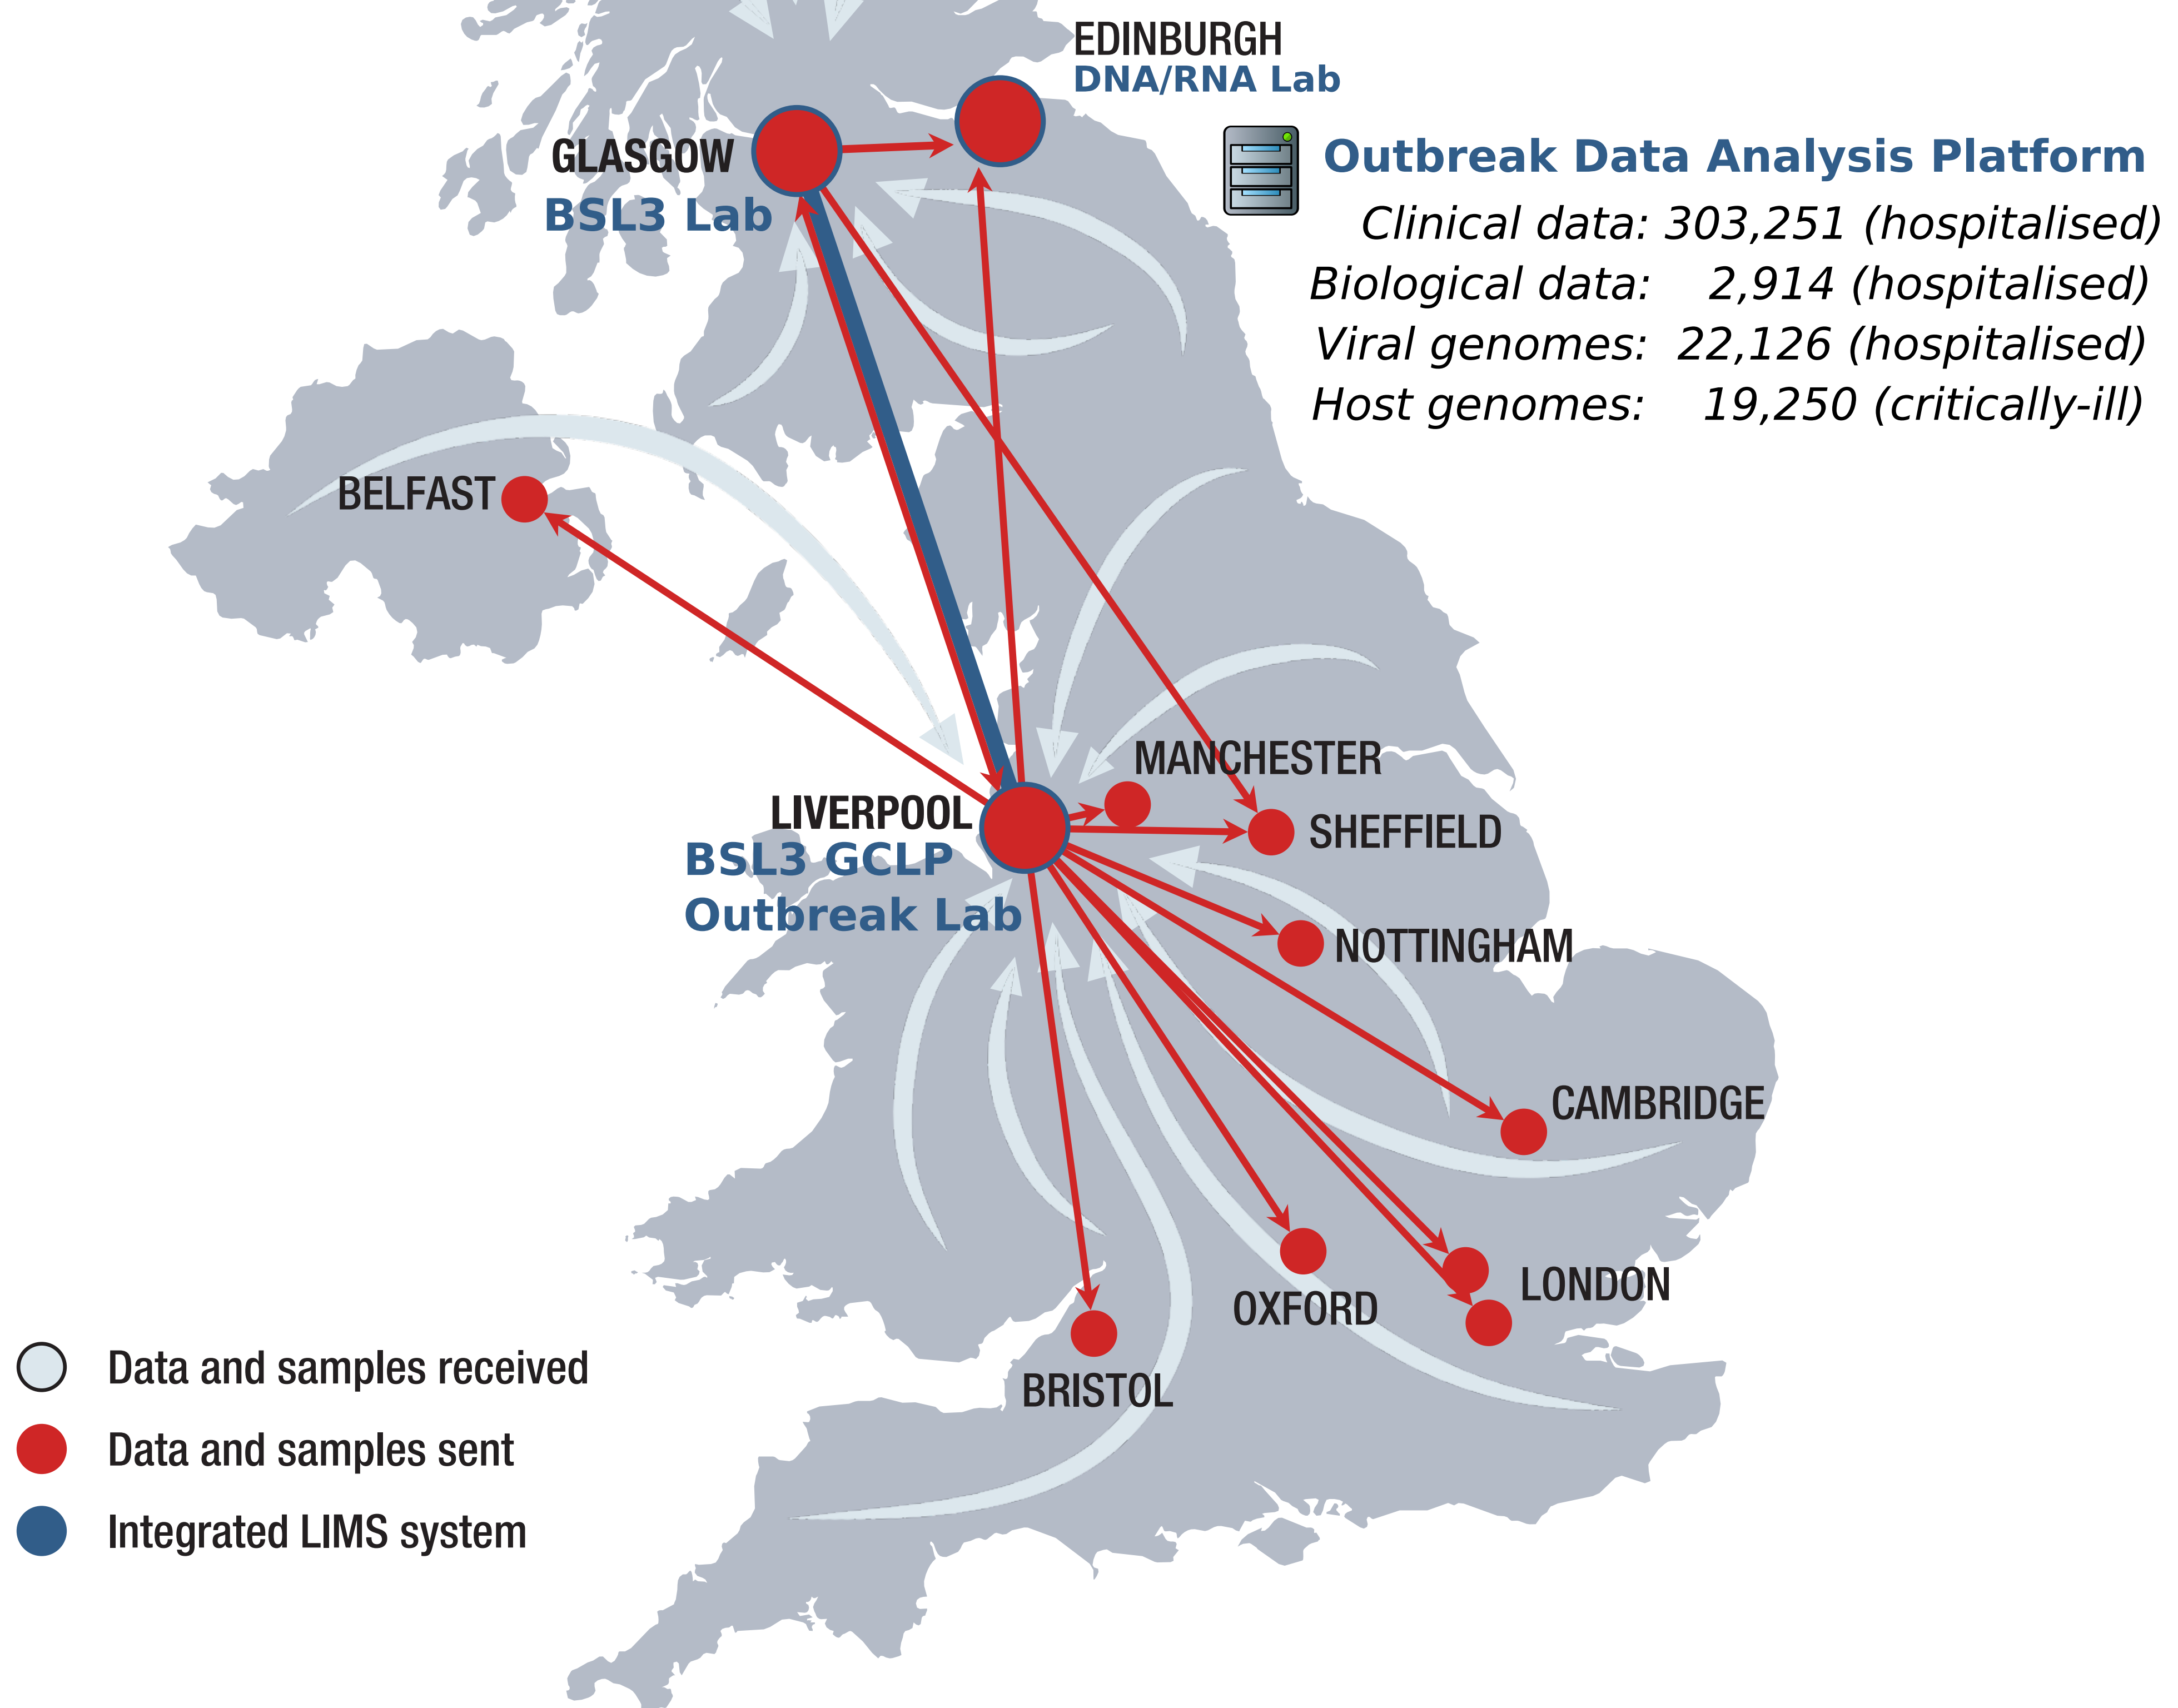 EDINBURGH
DNA/RNA Lab
GLASGOW
BSL3 Lab
Outbreak Data Analysis Platform
Clinical data: 303,251 (hospitalised)
Biological data: 2,914 (hospitalised)
Viral genomes: 22,126 (hospitalised)
Host genomes: 19,250 (critically-ill)
BELFAST
MANCHESTER
LIVERPOOL
BSL3 GCLP
Outbreak Lab
SHEFFIELD
NOTTINGHAM
CAMBRIDGE
LONDON
OXFORD
BRISTOL
Data and samples received
Data and samples sent
Integrated LIMS system